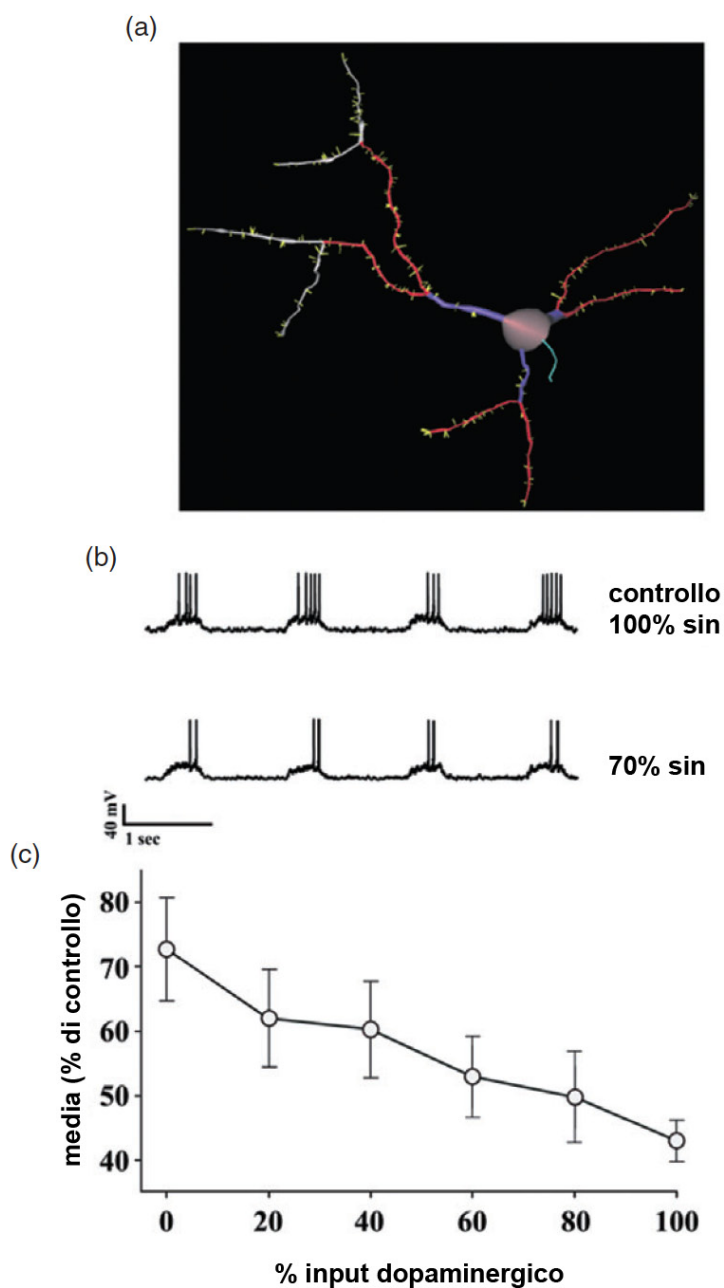 (a)
(b)
controllo
100% sin
70% sin
40 mV
1 sec
(c)
media (% di controllo)
80
70
60
50
40
0 20 40 60 80 100
% input dopaminergico